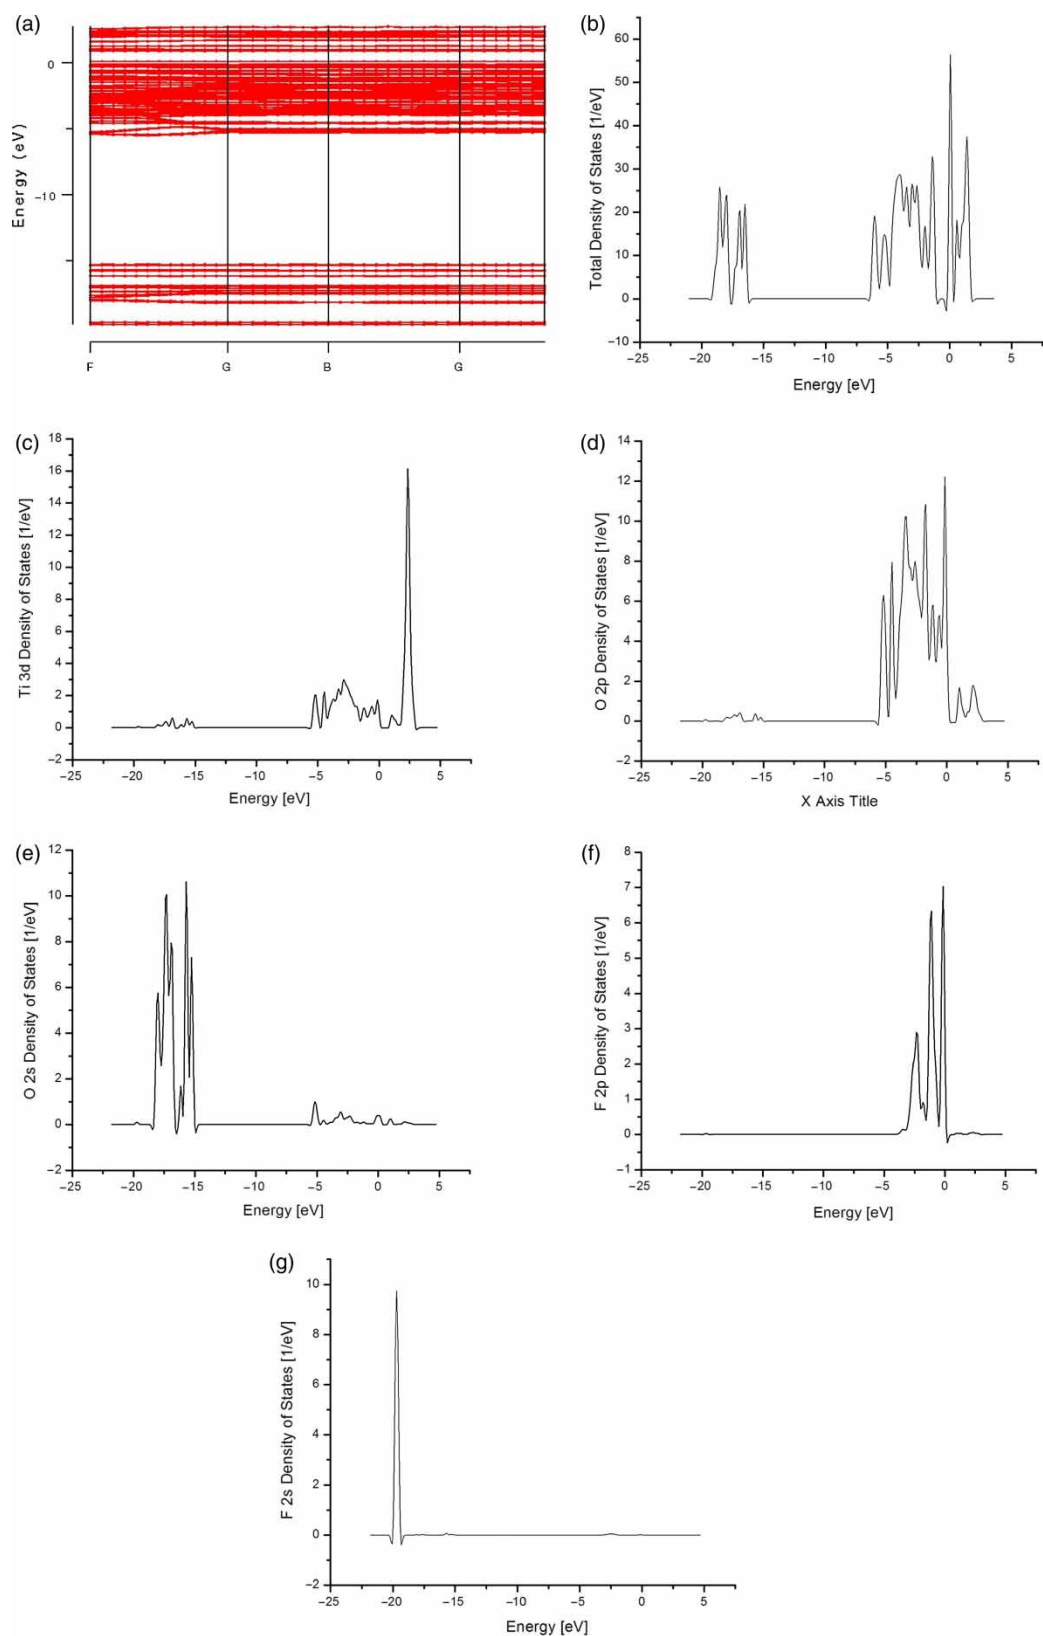 (a)
Energy (eV)
0
−10
F G B G
(b)
Total Density of States [1/eV]
60
50
40
30
20
10
0
−10
−25 −20 −15 −10 −5 0 5
Energy [eV]
(c)
Ti 3d Density of States [1/eV]
18
16
14
12
10
8
6
4
2
0
−2
−25 −20 −15 −10 −5 0 5
Energy [eV]
(d)
O 2p Density of States [1/eV]
14
12
10
8
6
4
2
0
−2
−25 −20 −15 −10 −5 0 5
X Axis Title
(e)
O 2s Density of States [1/eV]
12
10
8
6
4
2
0
−2
−25 −20 −15 −10 −5 0 5
Energy [eV]
(f)
F 2p Density of States [1/eV]
8
7
6
5
4
3
2
1
0
−1
−25 −20 −15 −10 −5 0 5
Energy [eV]
(g)
F 2s Density of States [1/eV]
10
8
6
4
2
0
−2
−25 −20 −15 −10 −5 0 5
Energy [eV]